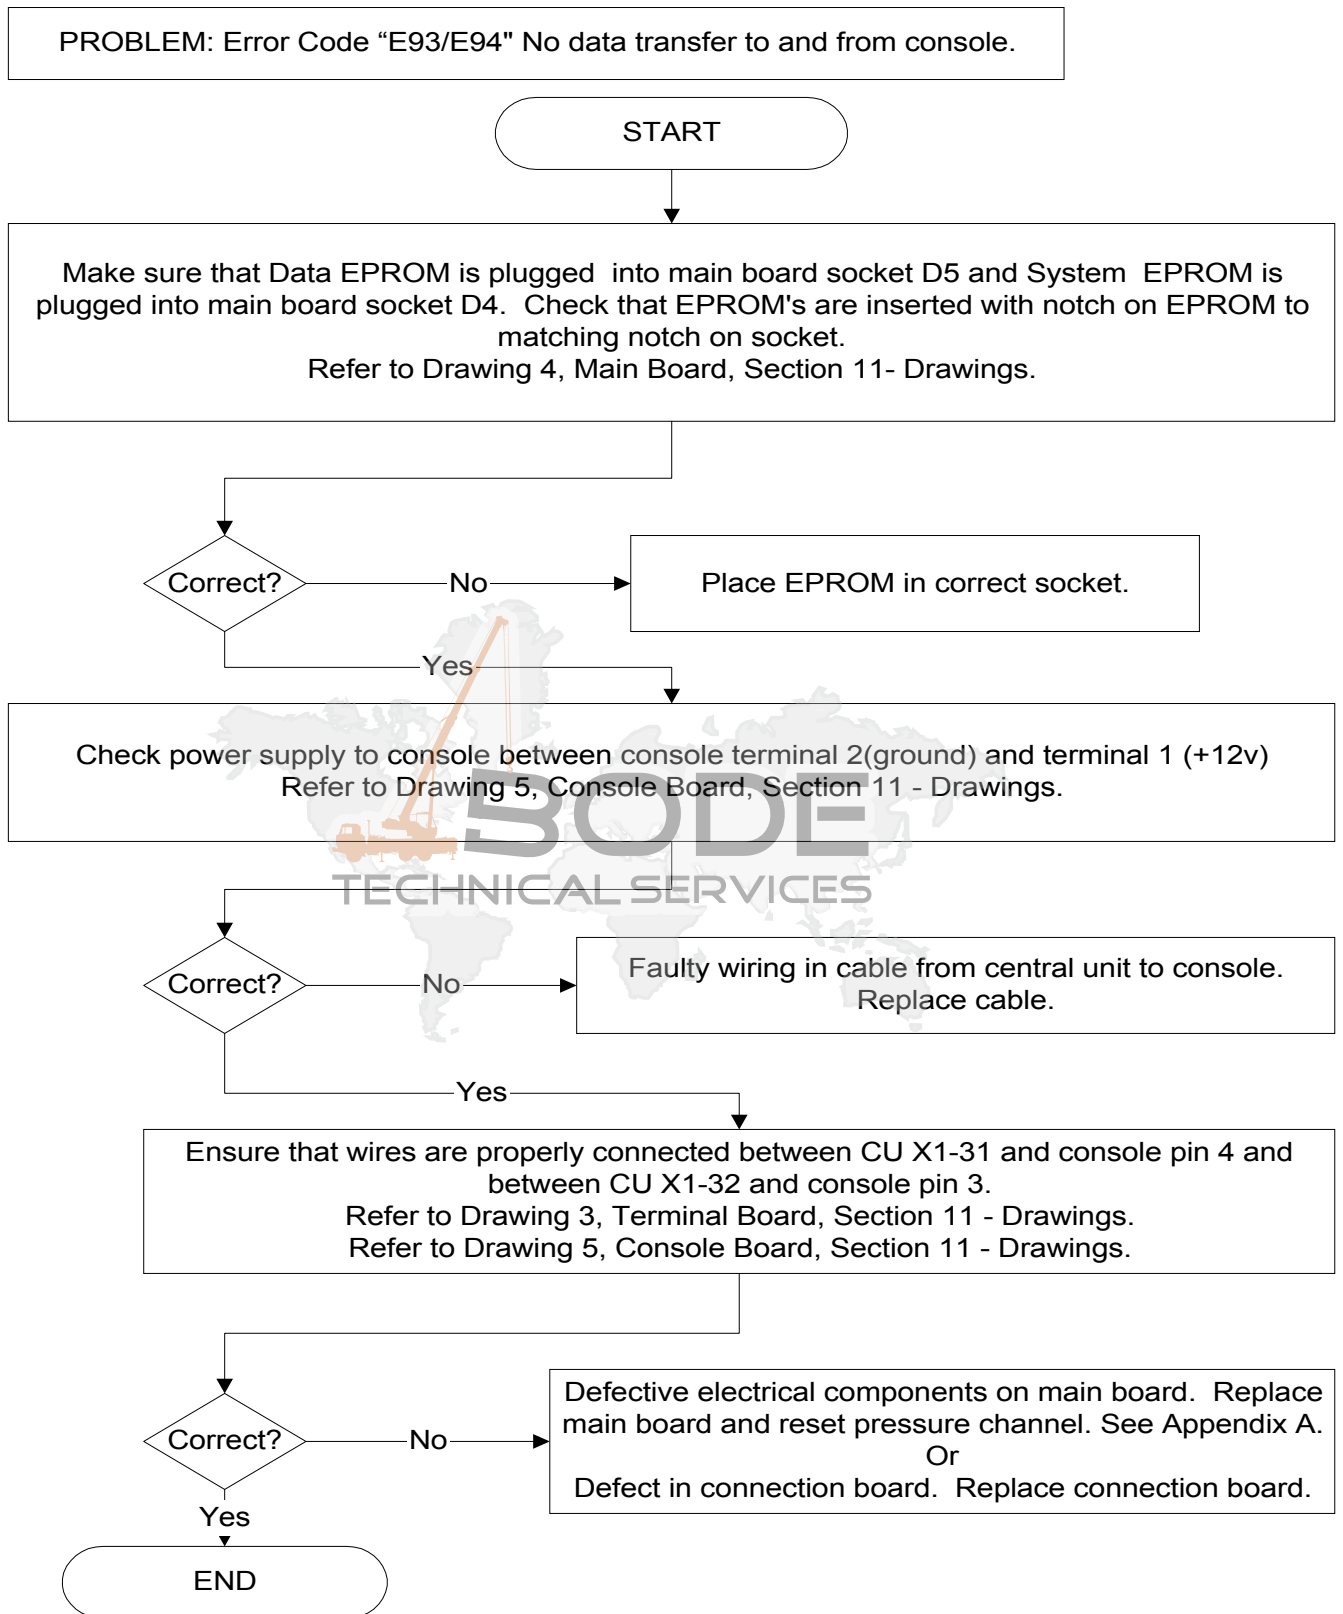 PROBLEM: Error Code “E93/E94" No data transfer to and from console.
START
Make sure that Data EPROM is plugged  into main board socket D5 and System  EPROM is
plugged into main board socket D4.  Check that EPROM's are inserted with notch on EPROM to
matching notch on socket.
Refer to Drawing 4, Main Board, Section 11- Drawings.
Correct?
No
Place EPROM in correct socket.
Yes
Check power supply to console between console terminal 2(ground) and terminal 1 (+12v)
Refer to Drawing 5, Console Board, Section 11 - Drawings.
BODE
TECHNICAL SERVICES
Correct?
No
Faulty wiring in cable from central unit to console.
Replace cable.
Yes
Ensure that wires are properly connected between CU X1-31 and console pin 4 and
between CU X1-32 and console pin 3.
Refer to Drawing 3, Terminal Board, Section 11 - Drawings.
Refer to Drawing 5, Console Board, Section 11 - Drawings.
Correct?
No
Defective electrical components on main board.  Replace
main board and reset pressure channel. See Appendix A.
Or
Defect in connection board.  Replace connection board.
Yes
END